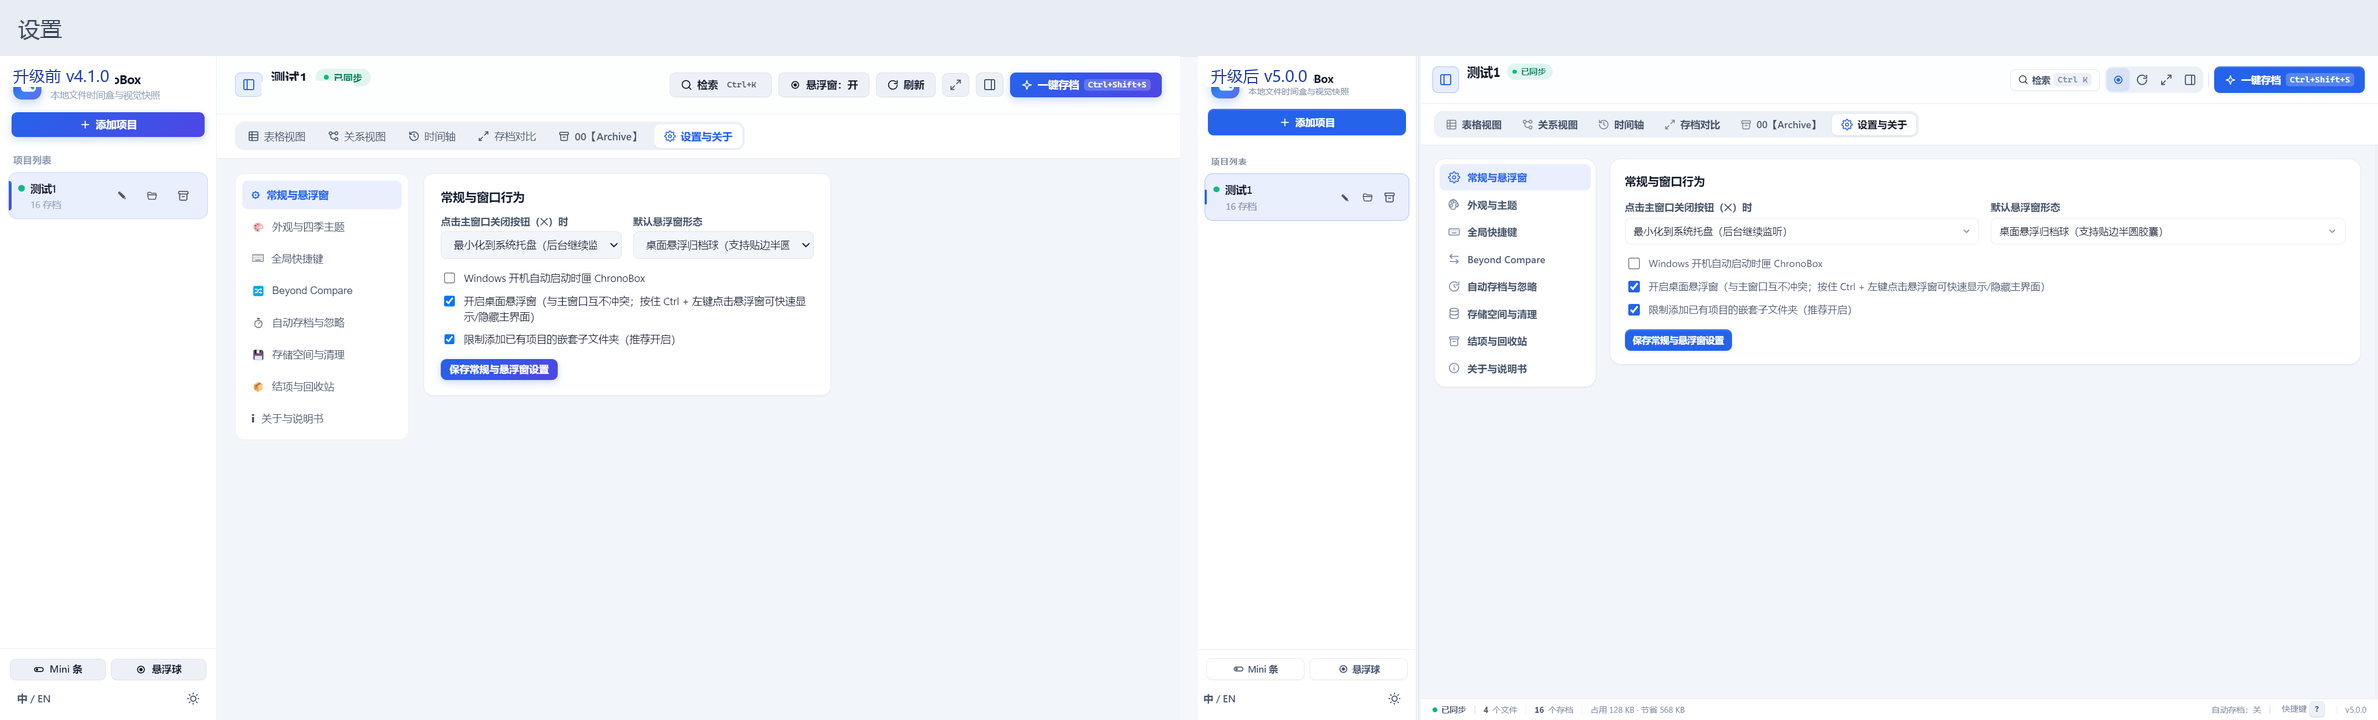 设置
升级前 v4.1.0
oBox
本地文件时间盒与视觉快照
添加项目
项目列表
测试1
16 存档
Mini 条
悬浮球
中 / EN
测试1
已同步
检索 Ctrl+K
悬浮窗：开
刷新
一键存档 Ctrl+Shift+S
表格视图
关系视图
时间轴
存档对比
00【Archive】
设置与关于
常规与悬浮窗
外观与四季主题
全局快捷键
Beyond Compare
自动存档与忽略
存储空间与清理
结项与回收站
关于与说明书
常规与窗口行为
点击主窗口关闭按钮（✕）时
默认悬浮窗形态
最小化到系统托盘（后台继续监
桌面悬浮归档球（支持贴边半圆
Windows 开机自动启动时匣 ChronoBox
开启桌面悬浮窗（与主窗口互不冲突；按住 Ctrl + 左键点击悬浮窗可快速显
示/隐藏主界面）
限制添加已有项目的嵌套子文件夹（推荐开启）
保存常规与悬浮窗设置
升级后 v5.0.0
Box
本地文件时间盒与视觉快照
添加项目
项目列表
测试1
16 存档
Mini 条
悬浮球
中 / EN
测试1
已同步
检索 Ctrl K
一键存档 Ctrl+Shift+S
表格视图
关系视图
时间轴
存档对比
00【Archive】
设置与关于
常规与悬浮窗
外观与主题
全局快捷键
Beyond Compare
自动存档与忽略
存储空间与清理
结项与回收站
关于与说明书
常规与窗口行为
点击主窗口关闭按钮（✕）时
默认悬浮窗形态
最小化到系统托盘（后台继续监听）
桌面悬浮归档球（支持贴边半圆胶囊）
Windows 开机自动启动时匣 ChronoBox
开启桌面悬浮窗（与主窗口互不冲突；按住 Ctrl + 左键点击悬浮窗可快速显示/隐藏主界面）
限制添加已有项目的嵌套子文件夹（推荐开启）
保存常规与悬浮窗设置
已同步
4 个文件
16 个存档
占用 128 KB · 节省 568 KB
自动存档：关
快捷键 ?
v5.0.0